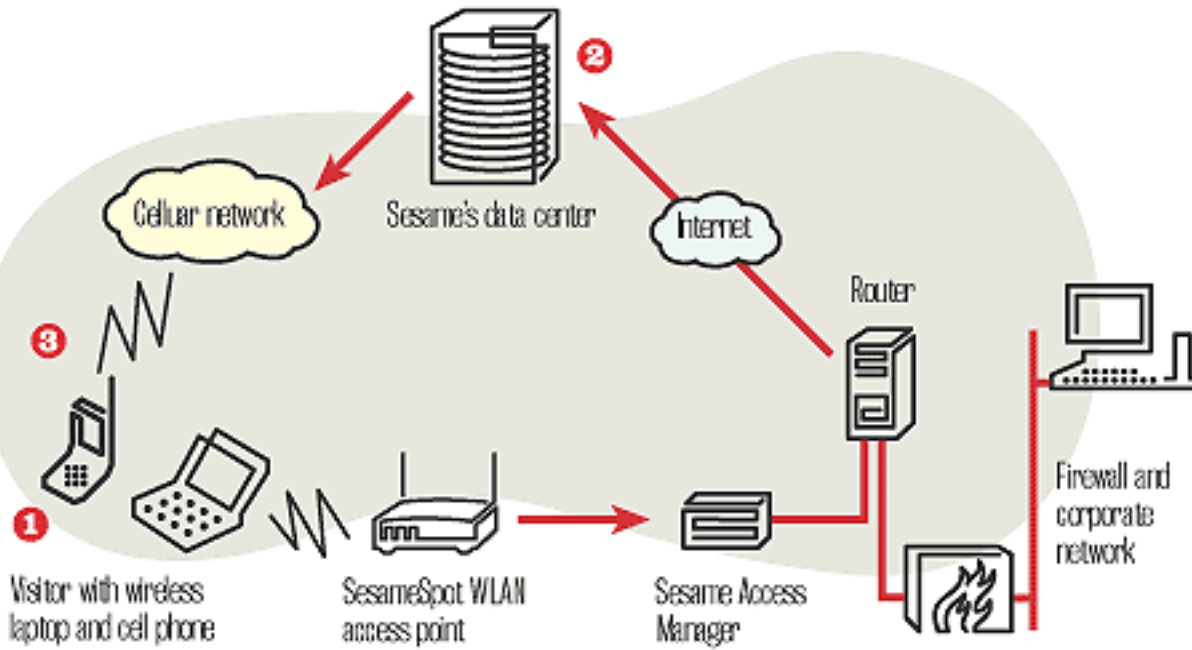 2
Celluar network
Sesame's data center
Internet
Router
3
Firewall and
corporate
network
1
Visitor with wireless
laptop and cell phone
SesameSpot WLAN
access point
Sesame Access
Manager